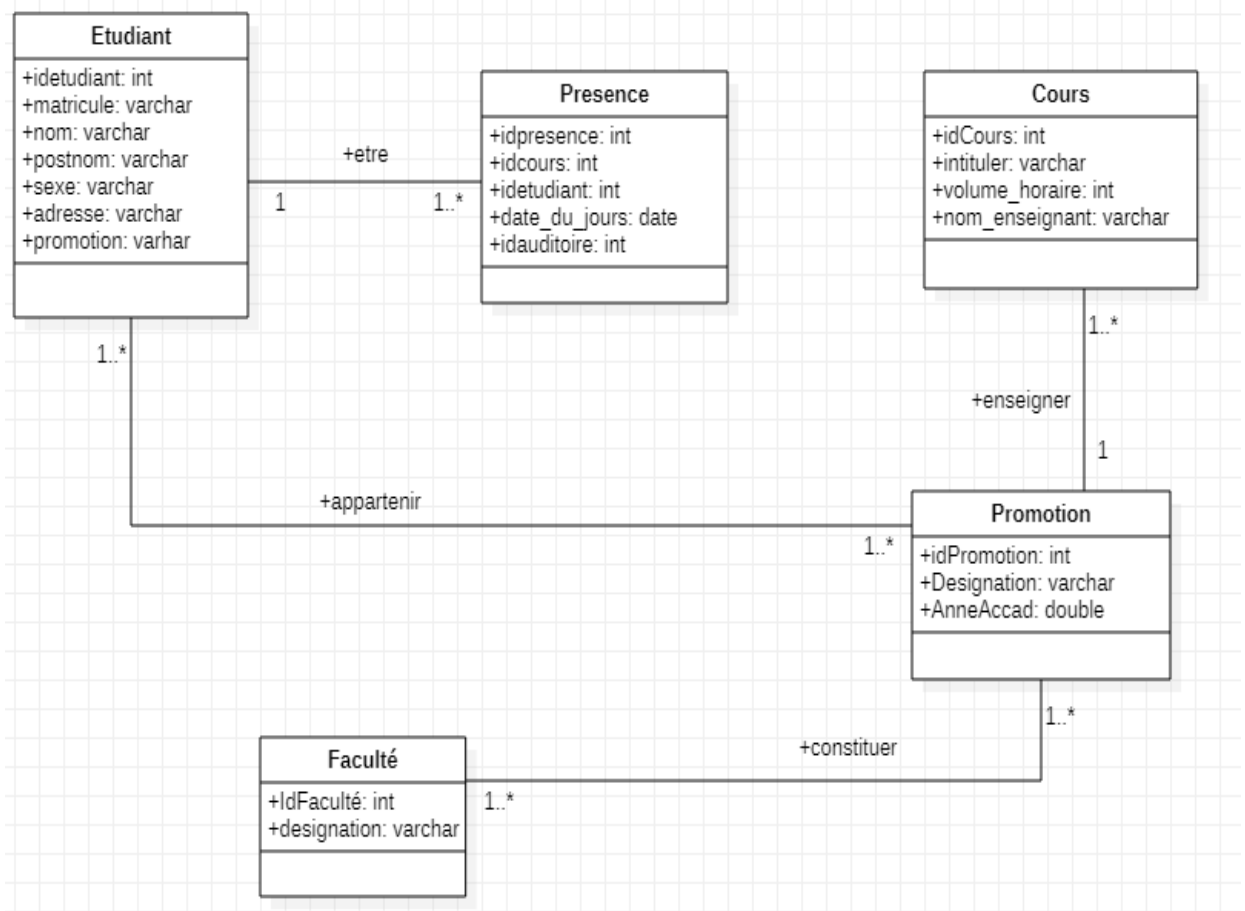 Etudiant
+idetudiant: int
+matricule: varchar
+nom: varchar
+postnom: varchar
+sexe: varchar
+adresse: varchar
+promotion: varhar
+etre
1
1..*
Presence
+idpresence: int
+idcours: int
+idetudiant: int
+date_du_jours: date
+idauditoire: int
Cours
+idCours: int
+intituler: varchar
+volume_horaire: int
+nom_enseignant: varchar
1..*
+enseigner
1
1..*
+appartenir
1..*
Promotion
+idPromotion: int
+Designation: varchar
+AnneAccad: double
1..*
+constituer
1..*
Faculté
+IdFaculté: int
+designation: varchar